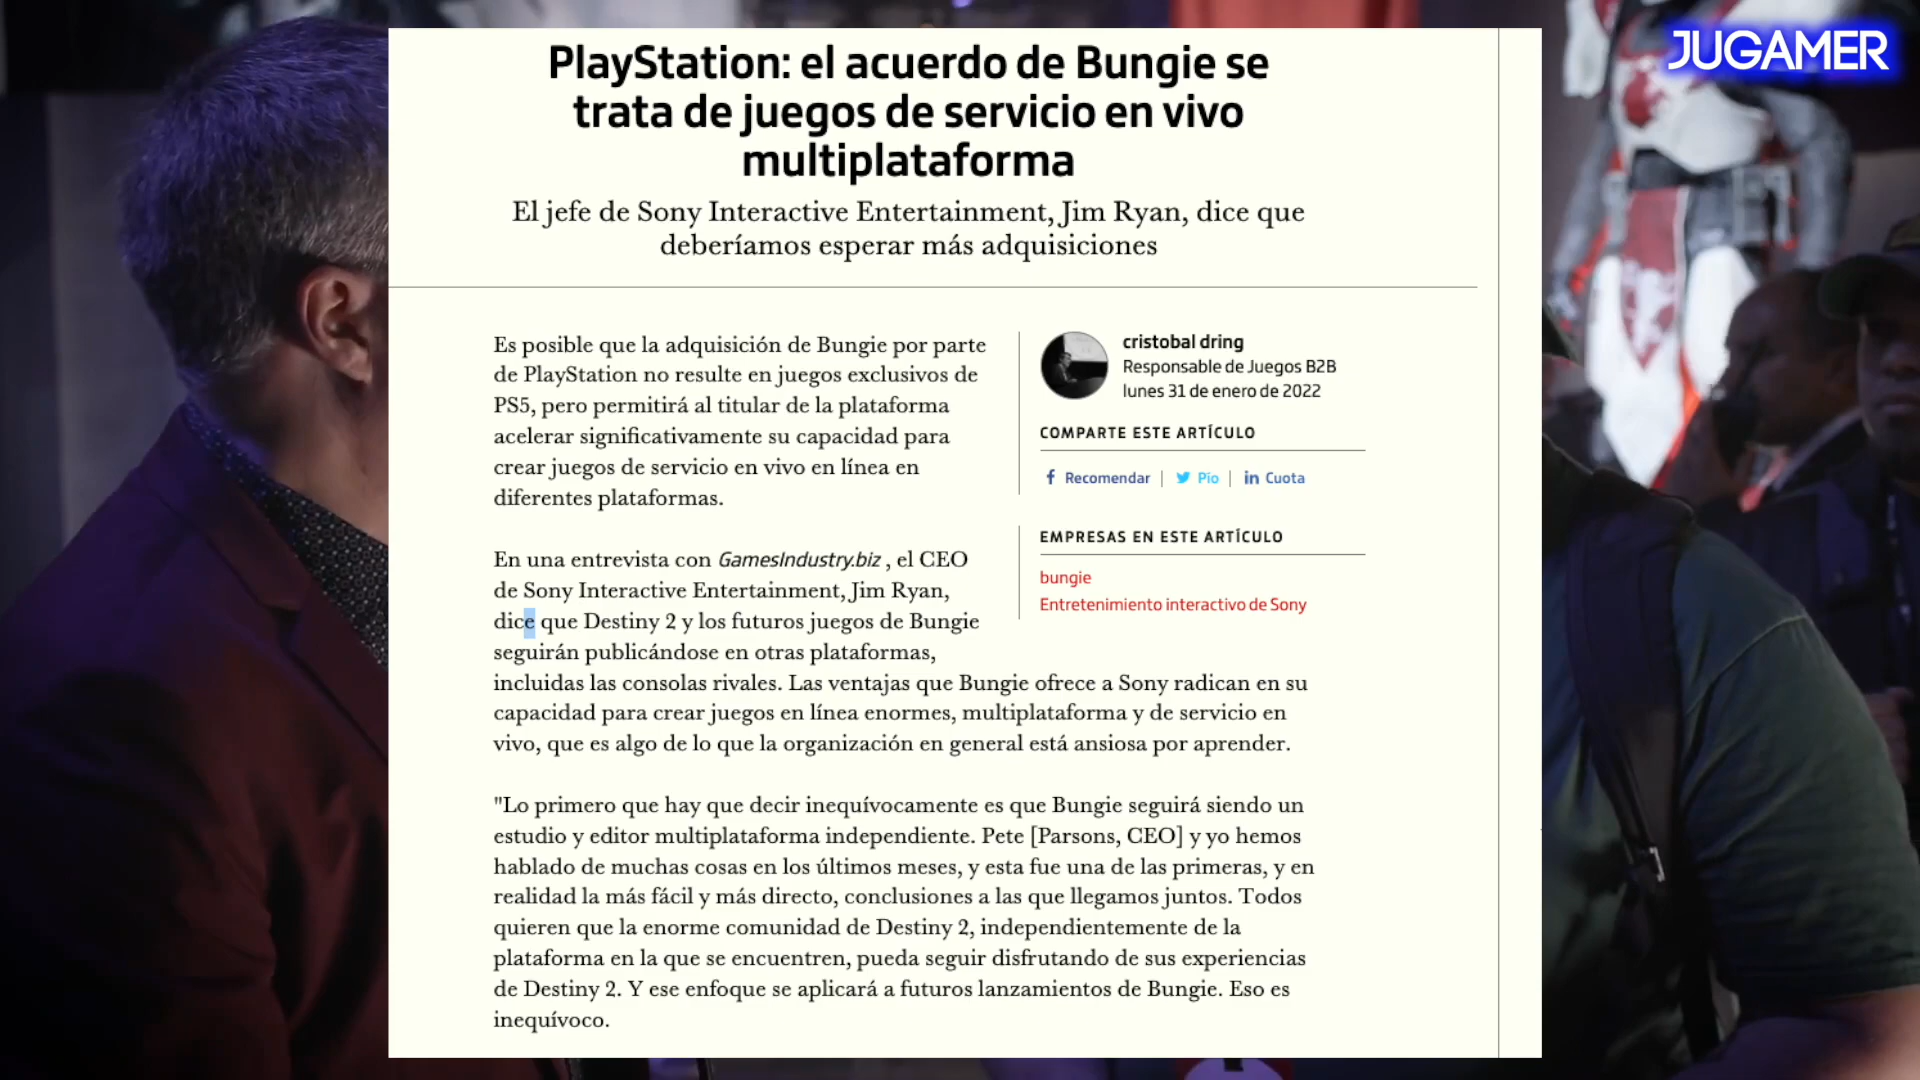 JUGAMER
PlayStation: el acuerdo de Bungie se
trata de juegos de servicio en vivo
multiplataforma
El jefe de Sony Interactive Entertainment, Jim Ryan, dice que
deberíamos esperar más adquisiciones
Es posible que la adquisición de Bungie por parte
de PlayStation no resulte en juegos exclusivos de
PS5, pero permitirá al titular de la plataforma
acelerar significativamente su capacidad para
crear juegos de servicio en vivo en línea en
diferentes plataformas.
En una entrevista con GamesIndustry.biz , el CEO
de Sony Interactive Entertainment, Jim Ryan,
dice que Destiny 2 y los futuros juegos de Bungie
seguirán publicándose en otras plataformas,
incluidas las consolas rivales. Las ventajas que Bungie ofrece a Sony radican en su
capacidad para crear juegos en línea enormes, multiplataforma y de servicio en
vivo, que es algo de lo que la organización en general está ansiosa por aprender.
"Lo primero que hay que decir inequívocamente es que Bungie seguirá siendo un
estudio y editor multiplataforma independiente. Pete [Parsons, CEO] y yo hemos
hablado de muchas cosas en los últimos meses, y esta fue una de las primeras, y en
realidad la más fácil y más directo, conclusiones a las que llegamos juntos. Todos
quieren que la enorme comunidad de Destiny 2, independientemente de la
plataforma en la que se encuentren, pueda seguir disfrutando de sus experiencias
de Destiny 2. Y ese enfoque se aplicará a futuros lanzamientos de Bungie. Eso es
inequívoco.
cristobal dring
Responsable de Juegos B2B
lunes 31 de enero de 2022
COMPARTE ESTE ARTÍCULO
Recomendar | Pío | Cuota
EMPRESAS EN ESTE ARTÍCULO
bungie
Entretenimiento interactivo de Sony